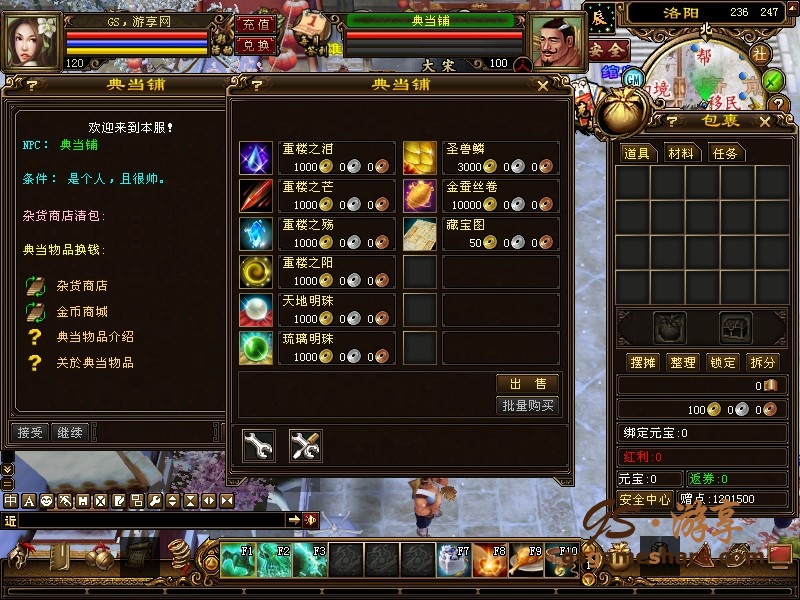 GS，游享网
120
充值
兑换
典当铺
大宋
100
辰
安全
洛阳
236 247
北
帮
社
GM
移民
?
典当铺
欢迎来到本服!
NPC： 典当铺
条件： 是个人，且很帅。
杂货商店清包:
典当物品换钱:
杂货商店
金币商城
? 典当物品介绍
? 关於典当物品
接受
继续
?
典当铺
重楼之泪
1000 0 0
圣兽鳞
3000 0 0
重楼之芒
1000 0 0
金蚕丝卷
10000 0 0
重楼之殇
1000 0 0
藏宝图
50 0 0
重楼之阳
1000 0 0
天地明珠
1000 0 0
琉璃明珠
1000 0 0
出 售
批量购买
?
包裹
道具
材料
任务
摆摊
整理
锁定
拆分
0
100 0 0
绑定元宝:0
红利:0
元宝:0
返券:0
安全中心
赠点:1201500
中
A
近
F1
F2
F3
F7
F8
F9
F10
GS·游享